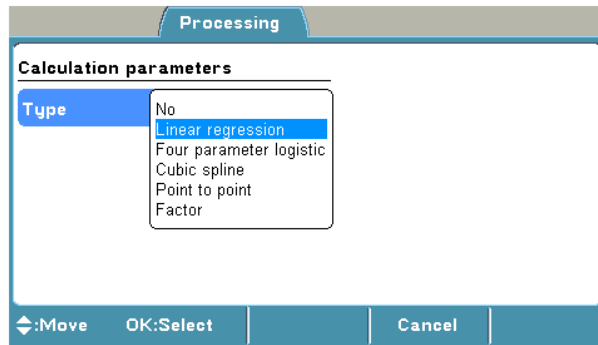 Processing
Calculation parameters
Type
No
Linear regression
Four parameter logistic
Cubic spline
Point to point
Factor
:Move OK:Select Cancel